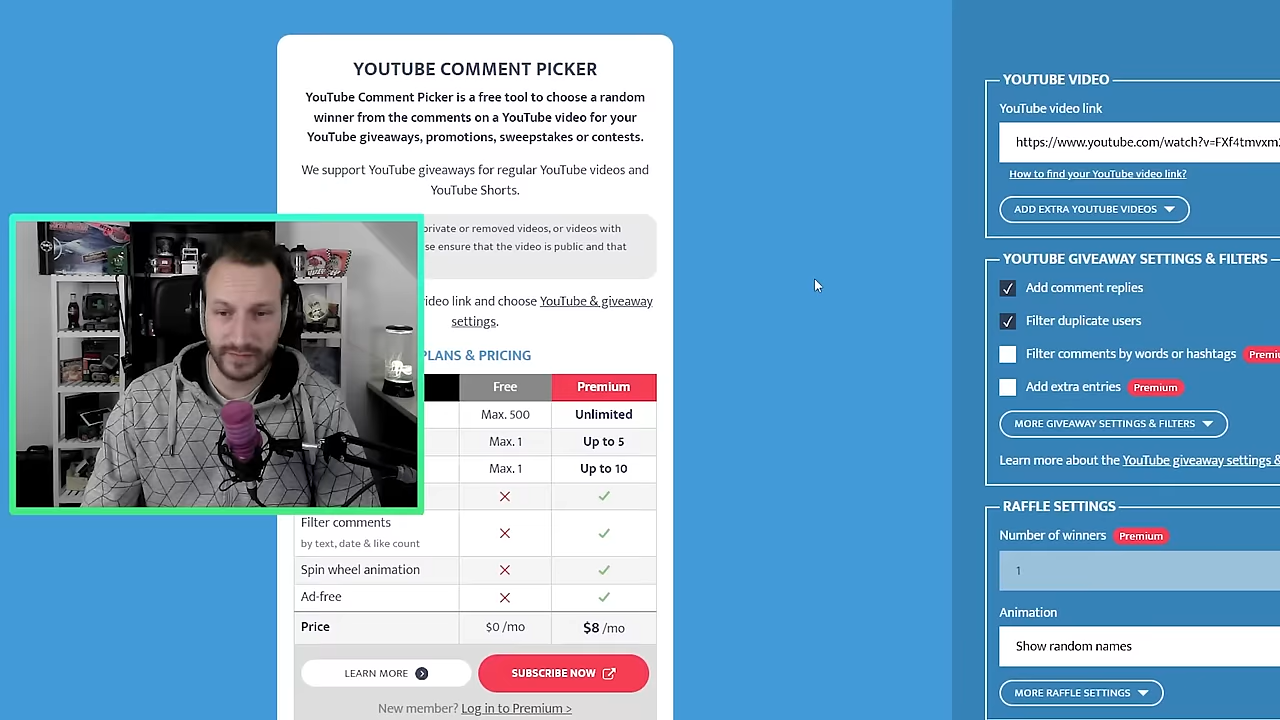 YOUTUBE COMMENT PICKER
YouTube Comment Picker is a free tool to choose a random
winner from the comments on a YouTube video for your
YouTube giveaways, promotions, sweepstakes or contests.
We support YouTube giveaways for regular YouTube videos and
YouTube Shorts.
private or removed videos, or videos with
ensure that the video is public and that
video link and choose YouTube & giveaway
settings.
PLANS & PRICING
Free Premium
Max. 500 Unlimited
Max. 1 Up to 5
Max. 1 Up to 10
Filter comments
by text, date & like count
Spin wheel animation
Ad-free
Price $0 /mo $8 /mo
LEARN MORE
SUBSCRIBE NOW
New member? Log in to Premium >
YOUTUBE VIDEO
YouTube video link
https://www.youtube.com/watch?v=FXf4tmvxm
How to find your YouTube video link?
ADD EXTRA YOUTUBE VIDEOS
YOUTUBE GIVEAWAY SETTINGS & FILTERS
Add comment replies
Filter duplicate users
Filter comments by words or hashtags Premi
Add extra entries Premium
MORE GIVEAWAY SETTINGS & FILTERS
Learn more about the YouTube giveaway settings &
RAFFLE SETTINGS
Number of winners Premium
1
Animation
Show random names
MORE RAFFLE SETTINGS